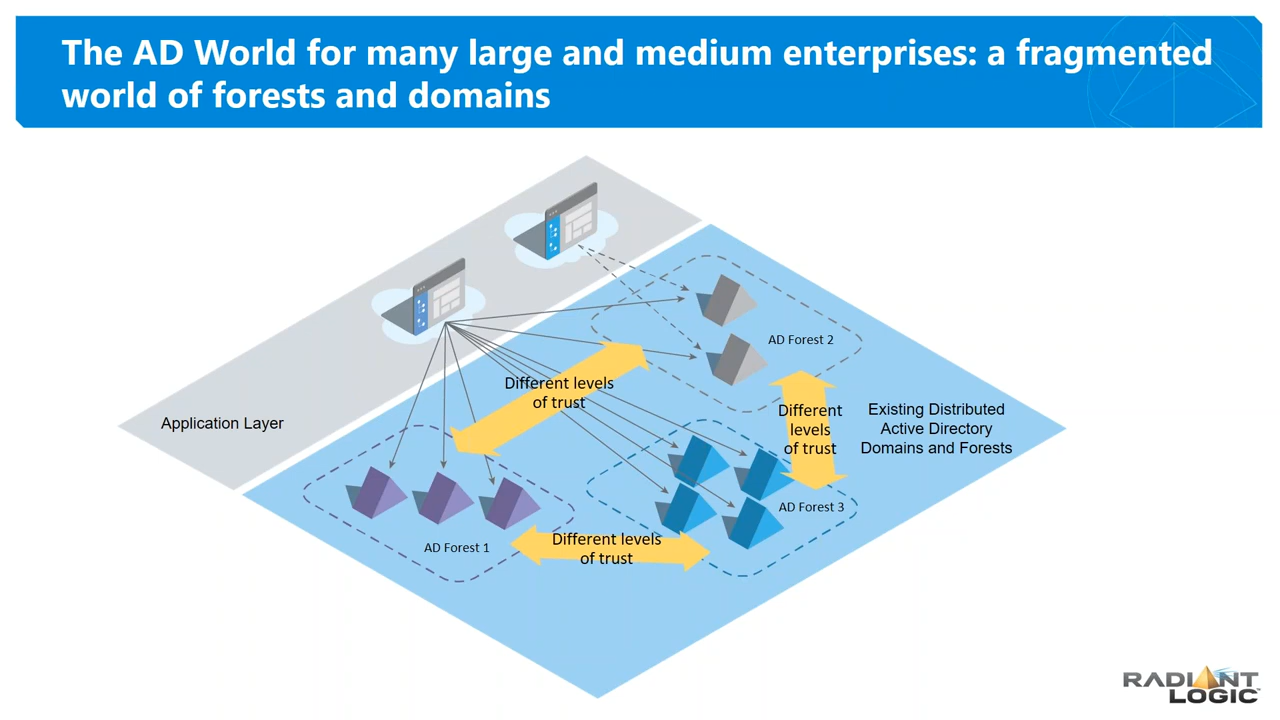 The AD World for many large and medium enterprises: a fragmented
world of forests and domains
AD Forest 2
Different levels
of trust
Different
levels
of trust
Existing Distributed
Active Directory
Domains and Forests
Application Layer
AD Forest 3
AD Forest 1
Different levels
of trust
RADIANT
LOGIC